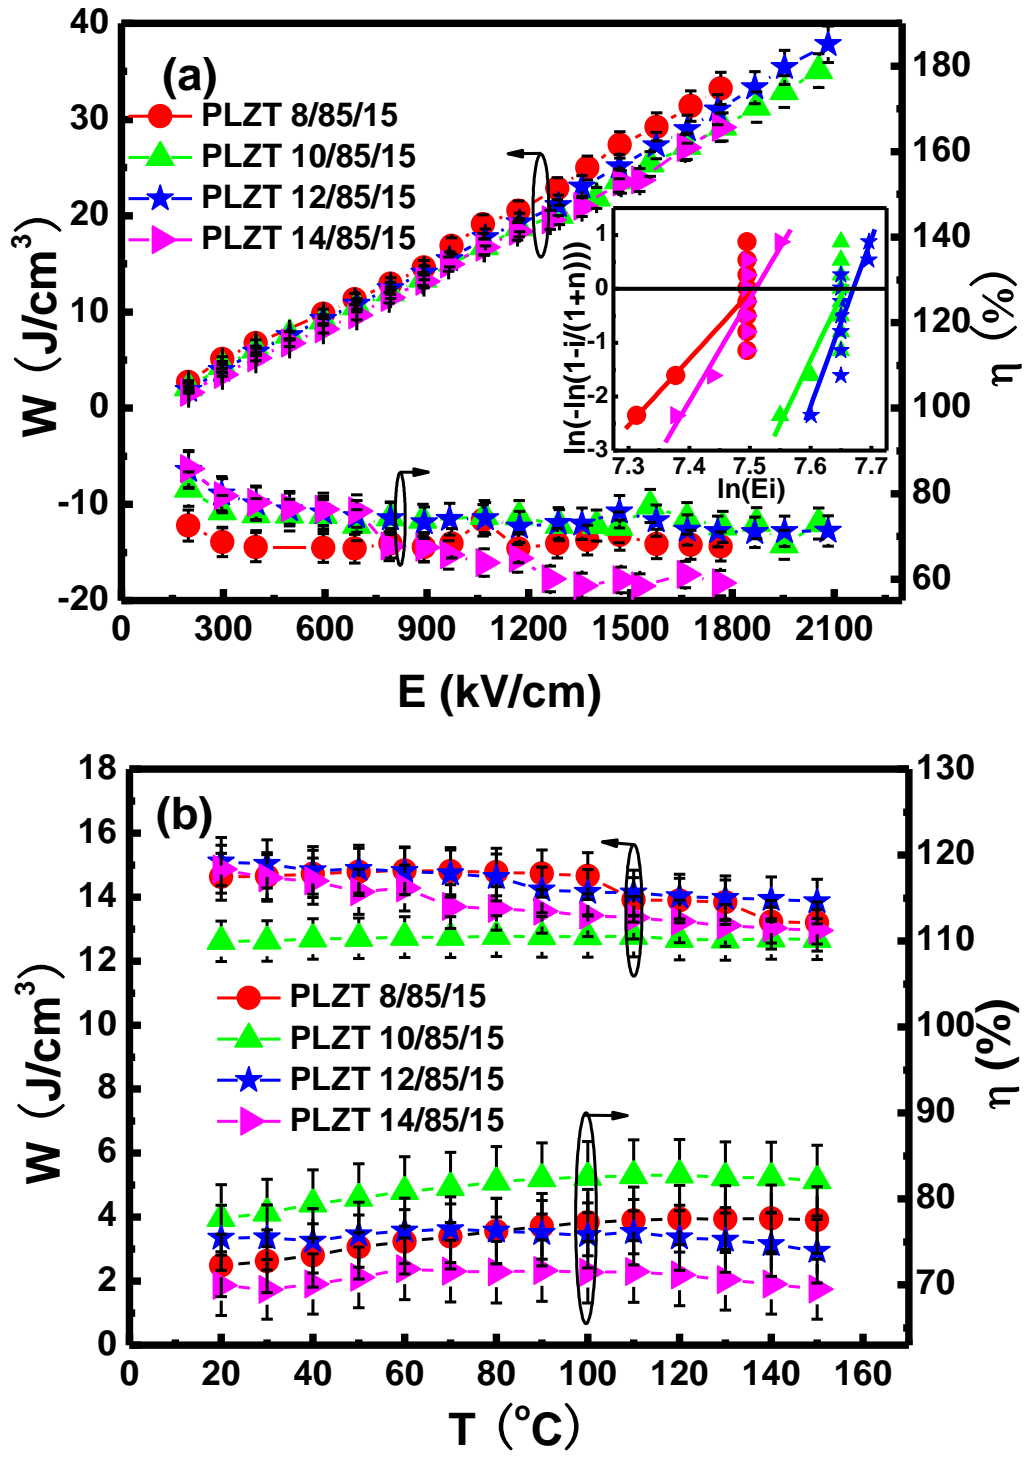 (a)
PLZT 8/85/15
PLZT 10/85/15
PLZT 12/85/15
PLZT 14/85/15
40
30
20
10
0
-10
-20
W (J/cm³)
180
160
140
120
100
80
60
η (%)
0 300 600 900 1200 1500 1800 2100
E (kV/cm)
1
0
-1
-2
-3
ln(-ln(1-i/(1+n)))
7.3 7.4 7.5 7.6 7.7
ln(Ei)
(b)
18
16
14
12
10
8
6
4
2
0
W (J/cm³)
PLZT 8/85/15
PLZT 10/85/15
PLZT 12/85/15
PLZT 14/85/15
130
120
110
100
90
80
70
η (%)
0 20 40 60 80 100 120 140 160
T (°C)